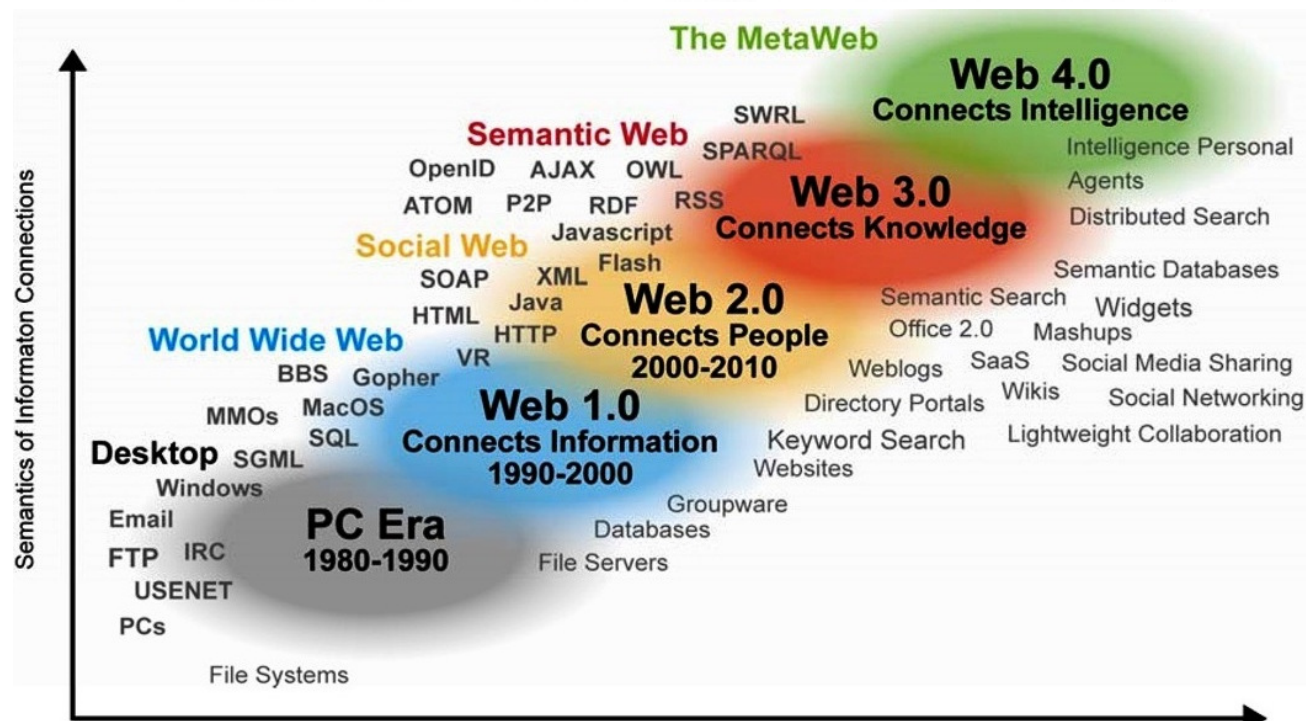 The MetaWeb
Web 4.0
Connects Intelligence
SWRL
Semantic Web
SPARQL
Intelligence Personal
OpenID AJAX OWL
Agents
Web 3.0
Connects Knowledge
ATOM P2P RDF RSS
Distributed Search
Javascript
Social Web
Flash
SOAP XML
Semantic Databases
Java
Web 2.0
Connects People
2000-2010
Semantic Search
Widgets
HTML
HTTP
Office 2.0
Mashups
World Wide Web
VR
Weblogs
SaaS
Social Media Sharing
BBS Gopher
Wikis
Social Networking
MMOs MacOS
Web 1.0
Connects Information
1990-2000
Directory Portals
SQL
Keyword Search
Lightweight Collaboration
Desktop SGML
Websites
Windows
Groupware
Email
PC Era
1980-1990
Databases
FTP IRC
File Servers
USENET
PCs
File Systems
Semantics of Informaton Connections